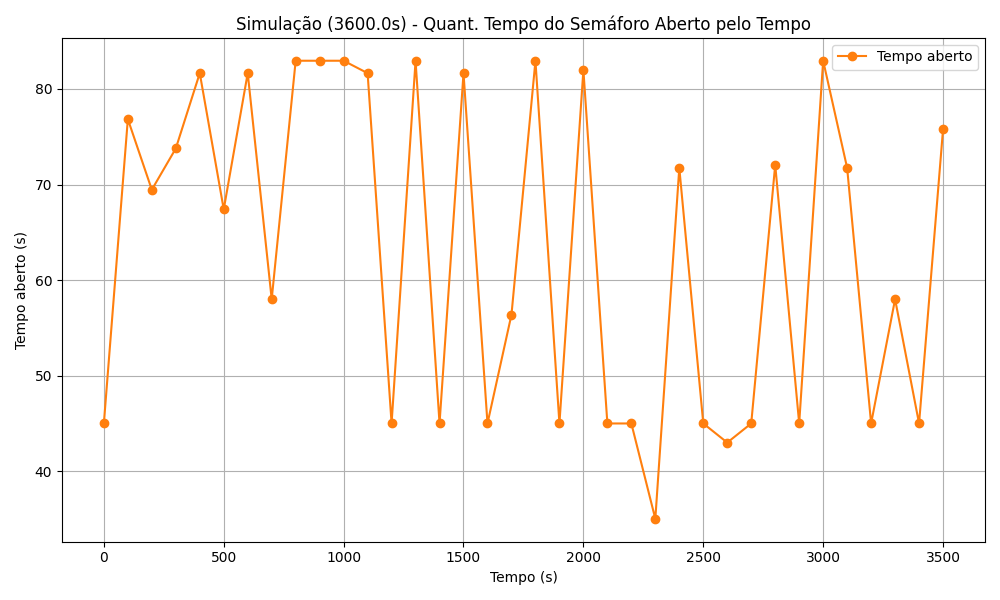 Simulação (3600.0s) - Quant. Tempo do Semáforo Aberto pelo Tempo
Tempo aberto
Tempo aberto (s)
80
70
60
50
40
0 500 1000 1500 2000 2500 3000 3500
Tempo (s)